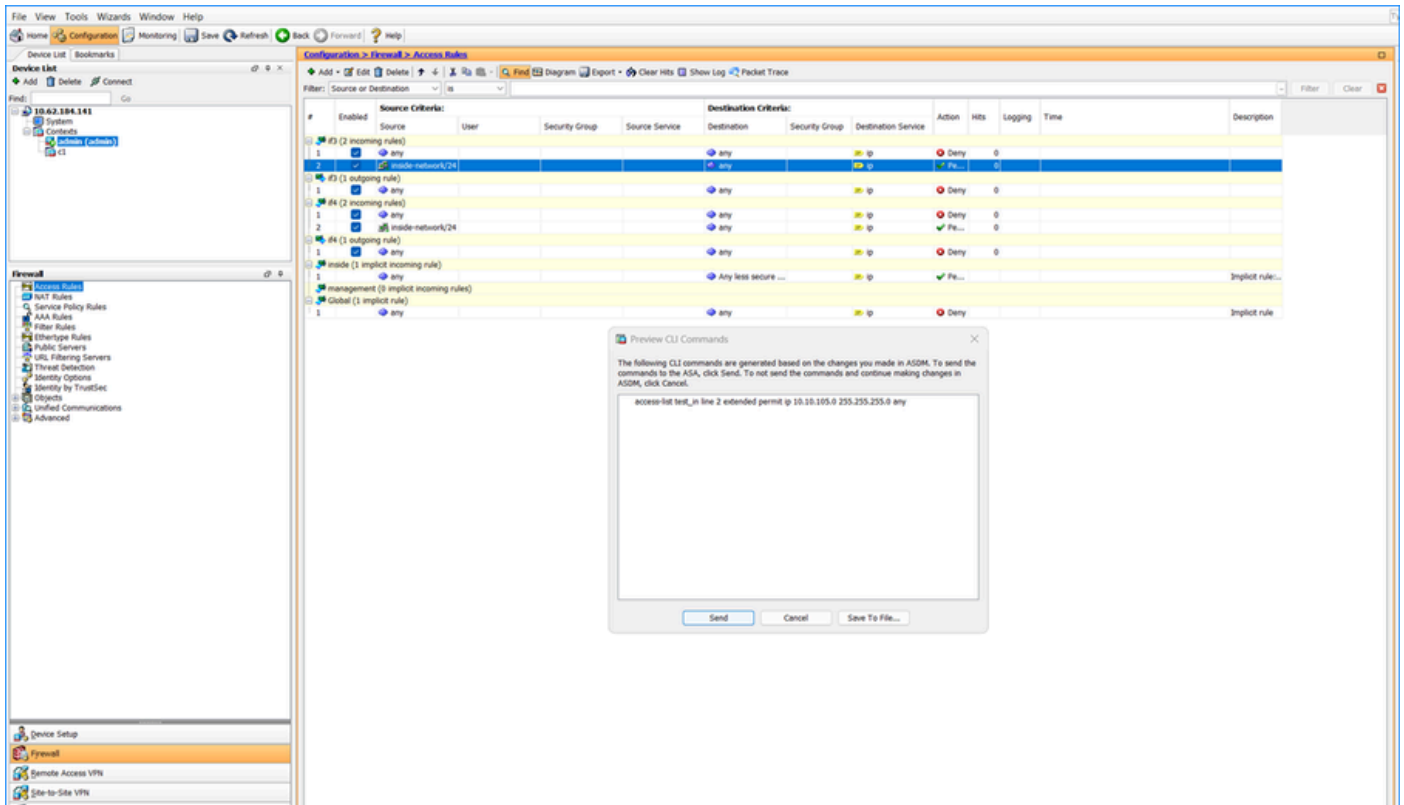 File View Tools Wizards Window Help
Home Configuration Monitoring Save Refresh Back Forward Help
Device List Bookmarks
Device List
Add Delete Connect
Find: Go
10.62.184.141
System
Contexts
admin (admin)
c1
Firewall
Access Rules
NAT Rules
Service Policy Rules
AAA Rules
Filter Rules
Ethertype Rules
Public Servers
URL Filtering Servers
Threat Detection
Identity Options
Identity by TrustSec
Objects
Unified Communications
Advanced
Device Setup
Firewall
Remote Access VPN
Site-to-Site VPN
Configuration > Firewall > Access Rules
Add Edit Delete Find Diagram Export Clear Hits Show Log Packet Trace
Filter: Source or Destination is Filter Clear
# Enabled Source Criteria: Destination Criteria: Action Hits Logging Time Description
Source User Security Group Source Service Destination Security Group Destination Service
if3 (2 incoming rules)
1 any any ip Deny 0
2 inside-network/24 any ip Pe... 0
if3 (1 outgoing rule)
1 any any ip Deny 0
if4 (2 incoming rules)
1 any any ip Deny 0
2 inside-network/24 any ip Pe... 0
if4 (1 outgoing rule)
1 any any ip Deny 0
inside (1 implicit incoming rule)
1 any Any less secure ... ip Pe... Implicit rule:...
management (0 implicit incoming rules)
Global (1 implicit rule)
1 any any ip Deny Implicit rule
Preview CLI Commands
The following CLI commands are generated based on the changes you made in ASDM. To send the
commands to the ASA, click Send. To not send the commands and continue making changes in
ASDM, click Cancel.
access-list test_in line 2 extended permit ip 10.10.105.0 255.255.255.0 any
Send Cancel Save To File...